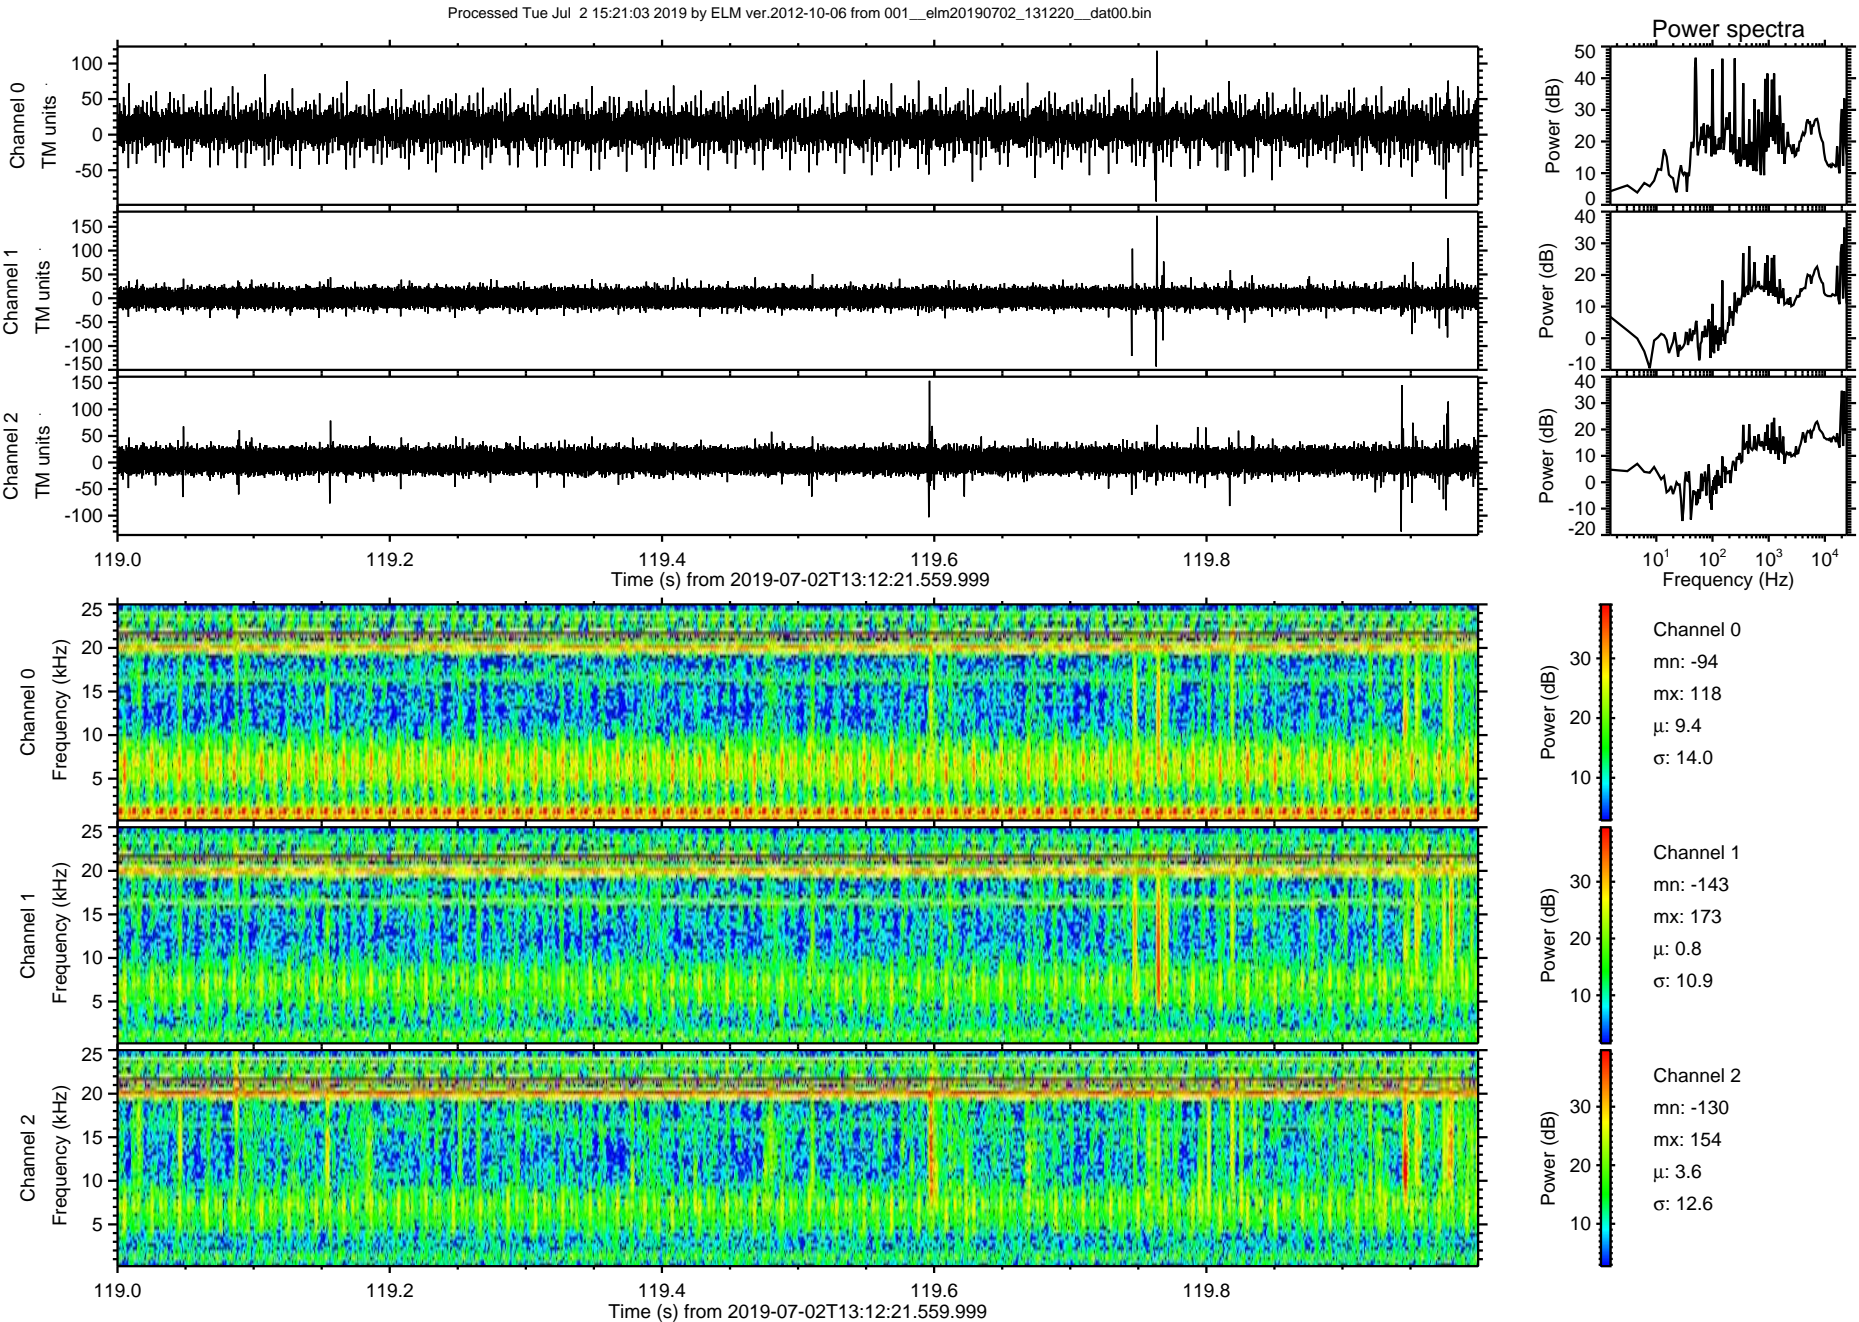 Processed Tue Jul  2 15:21:03 2019 by ELM ver.2012-10-06 from 001__elm20190702_131220__dat00.bin
Power spectra
Channel 0
TM units
100
50
0
-50
Power (dB)
50
40
30
20
10
0
Channel 1
TM units
150
100
50
0
-50
-100
-150
Power (dB)
40
30
20
10
0
-10
Channel 2
TM units
150
100
50
0
-50
-100
Power (dB)
40
30
20
10
0
-10
-20
119.0 119.2 119.4 119.6 119.8
Time (s) from 2019-07-02T13:12:21.559.999
10¹ 10² 10³ 10⁴
Frequency (Hz)
Channel 0
Frequency (kHz)
25
20
15
10
5
Power (dB)
30
20
10
Channel 0
mn: -94
mx: 118
µ: 9.4
σ: 14.0
Channel 1
Frequency (kHz)
25
20
15
10
5
Power (dB)
30
20
10
Channel 1
mn: -143
mx: 173
µ: 0.8
σ: 10.9
Channel 2
Frequency (kHz)
25
20
15
10
5
Power (dB)
30
20
10
Channel 2
mn: -130
mx: 154
µ: 3.6
σ: 12.6
119.0 119.2 119.4 119.6 119.8
Time (s) from 2019-07-02T13:12:21.559.999